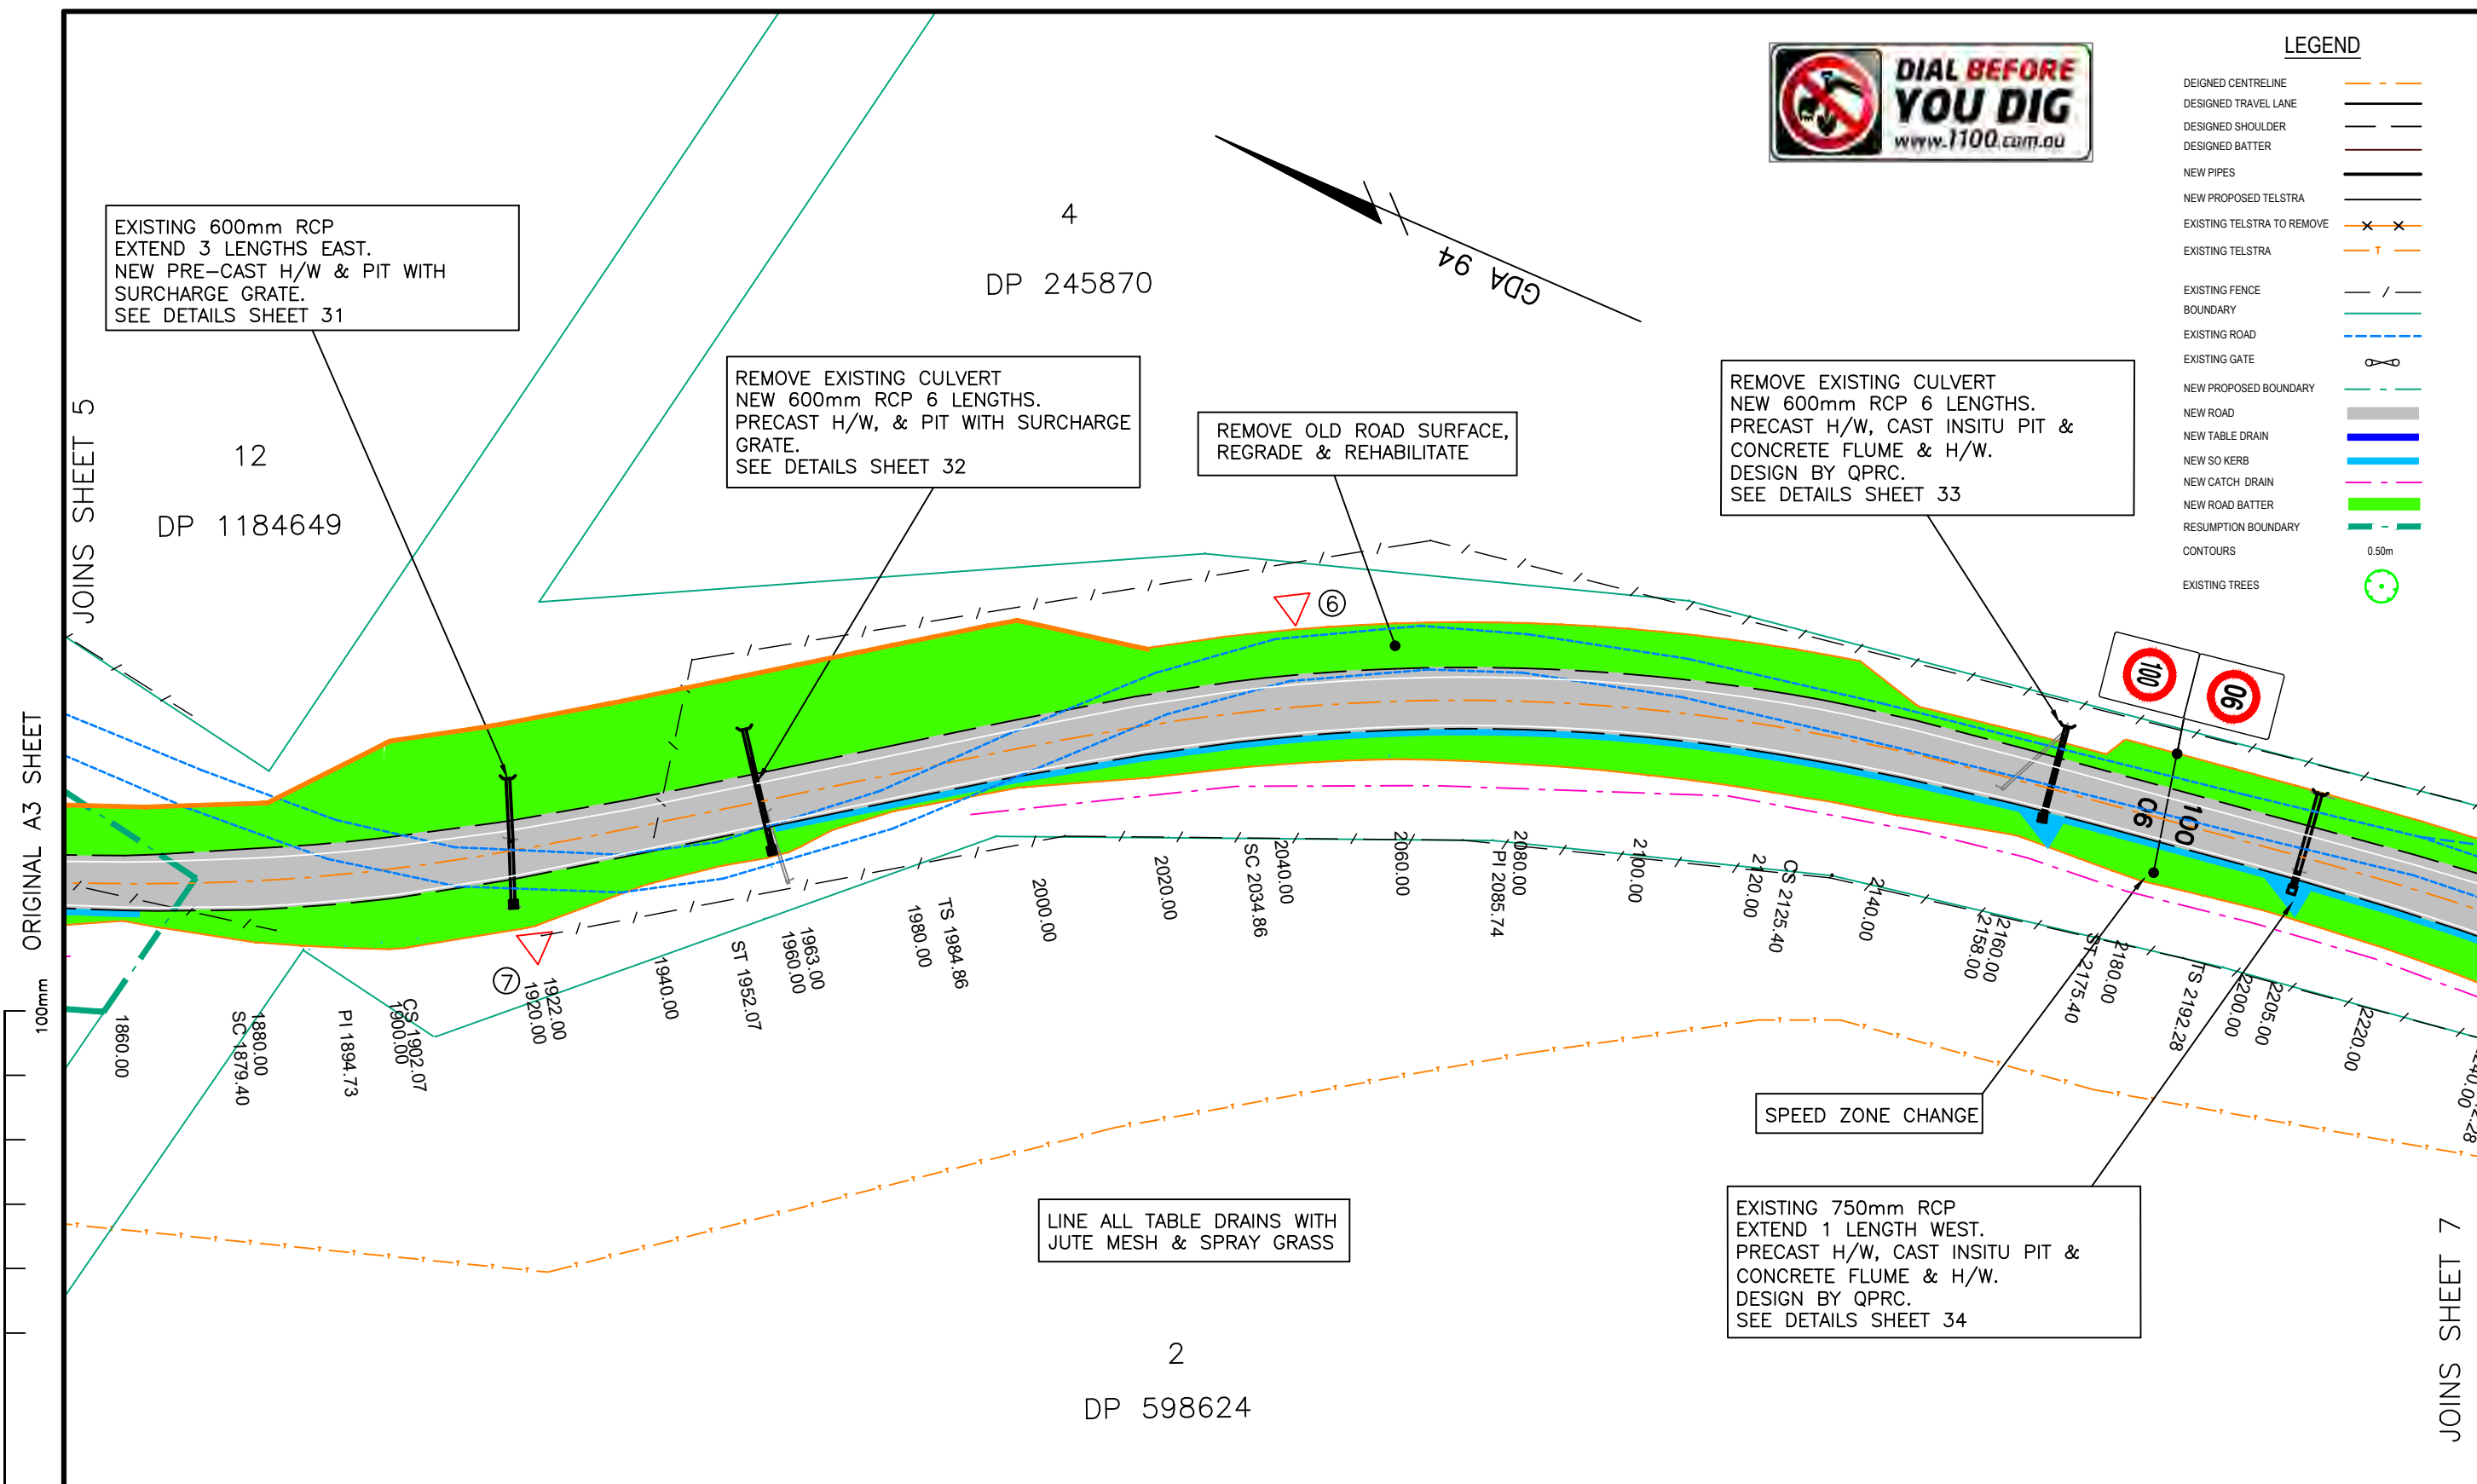 LEGEND
DEIGNED CENTRELINE
DESIGNED TRAVEL LANE
DESIGNED SHOULDER
DESIGNED BATTER
NEW PIPES
NEW PROPOSED TELSTRA
EXISTING TELSTRA TO REMOVE
EXISTING TELSTRA
EXISTING FENCE
BOUNDARY
EXISTING ROAD
EXISTING GATE
NEW PROPOSED BOUNDARY
NEW ROAD
NEW TABLE DRAIN
NEW SO KERB
NEW CATCH DRAIN
NEW ROAD BATTER
RESUMPTION BOUNDARY
CONTOURS 0.50m
EXISTING TREES
DIAL BEFORE
YOU DIG
www.1100.com.au
EXISTING 600mm RCP
EXTEND 3 LENGTHS EAST.
NEW PRE-CAST H/W & PIT WITH
SURCHARGE GRATE.
SEE DETAILS SHEET 31
4
DP 245870
GDA 94
REMOVE EXISTING CULVERT
NEW 600mm RCP 6 LENGTHS.
PRECAST H/W, & PIT WITH SURCHARGE
GRATE.
SEE DETAILS SHEET 32
REMOVE OLD ROAD SURFACE,
REGRADE & REHABILITATE
REMOVE EXISTING CULVERT
NEW 600mm RCP 6 LENGTHS.
PRECAST H/W, CAST INSITU PIT &
CONCRETE FLUME & H/W.
DESIGN BY QPRC.
SEE DETAILS SHEET 33
JOINS SHEET 5
12
DP 1184649
6
100
90
100
90
ORIGINAL A3 SHEET
100mm
7
1860.00
1880.00
SC 1879.40
PI 1894.73
CS 1902.07
1900.00
1922.00
1920.00
1940.00
ST 1952.07
1963.00
1960.00
1980.00
TS 1984.86
2000.00
2020.00
SC 2034.86
2040.00
2060.00
2080.00
PI 2085.74
2100.00
2120.00
CS 2125.40
2140.00
2160.00
2158.00
ST 2175.40
2180.00
TS 2192.28
2200.00
2205.00
2220.00
SPEED ZONE CHANGE
LINE ALL TABLE DRAINS WITH
JUTE MESH & SPRAY GRASS
EXISTING 750mm RCP
EXTEND 1 LENGTH WEST.
PRECAST H/W, CAST INSITU PIT &
CONCRETE FLUME & H/W.
DESIGN BY QPRC.
SEE DETAILS SHEET 34
2
DP 598624
JOINS SHEET 7